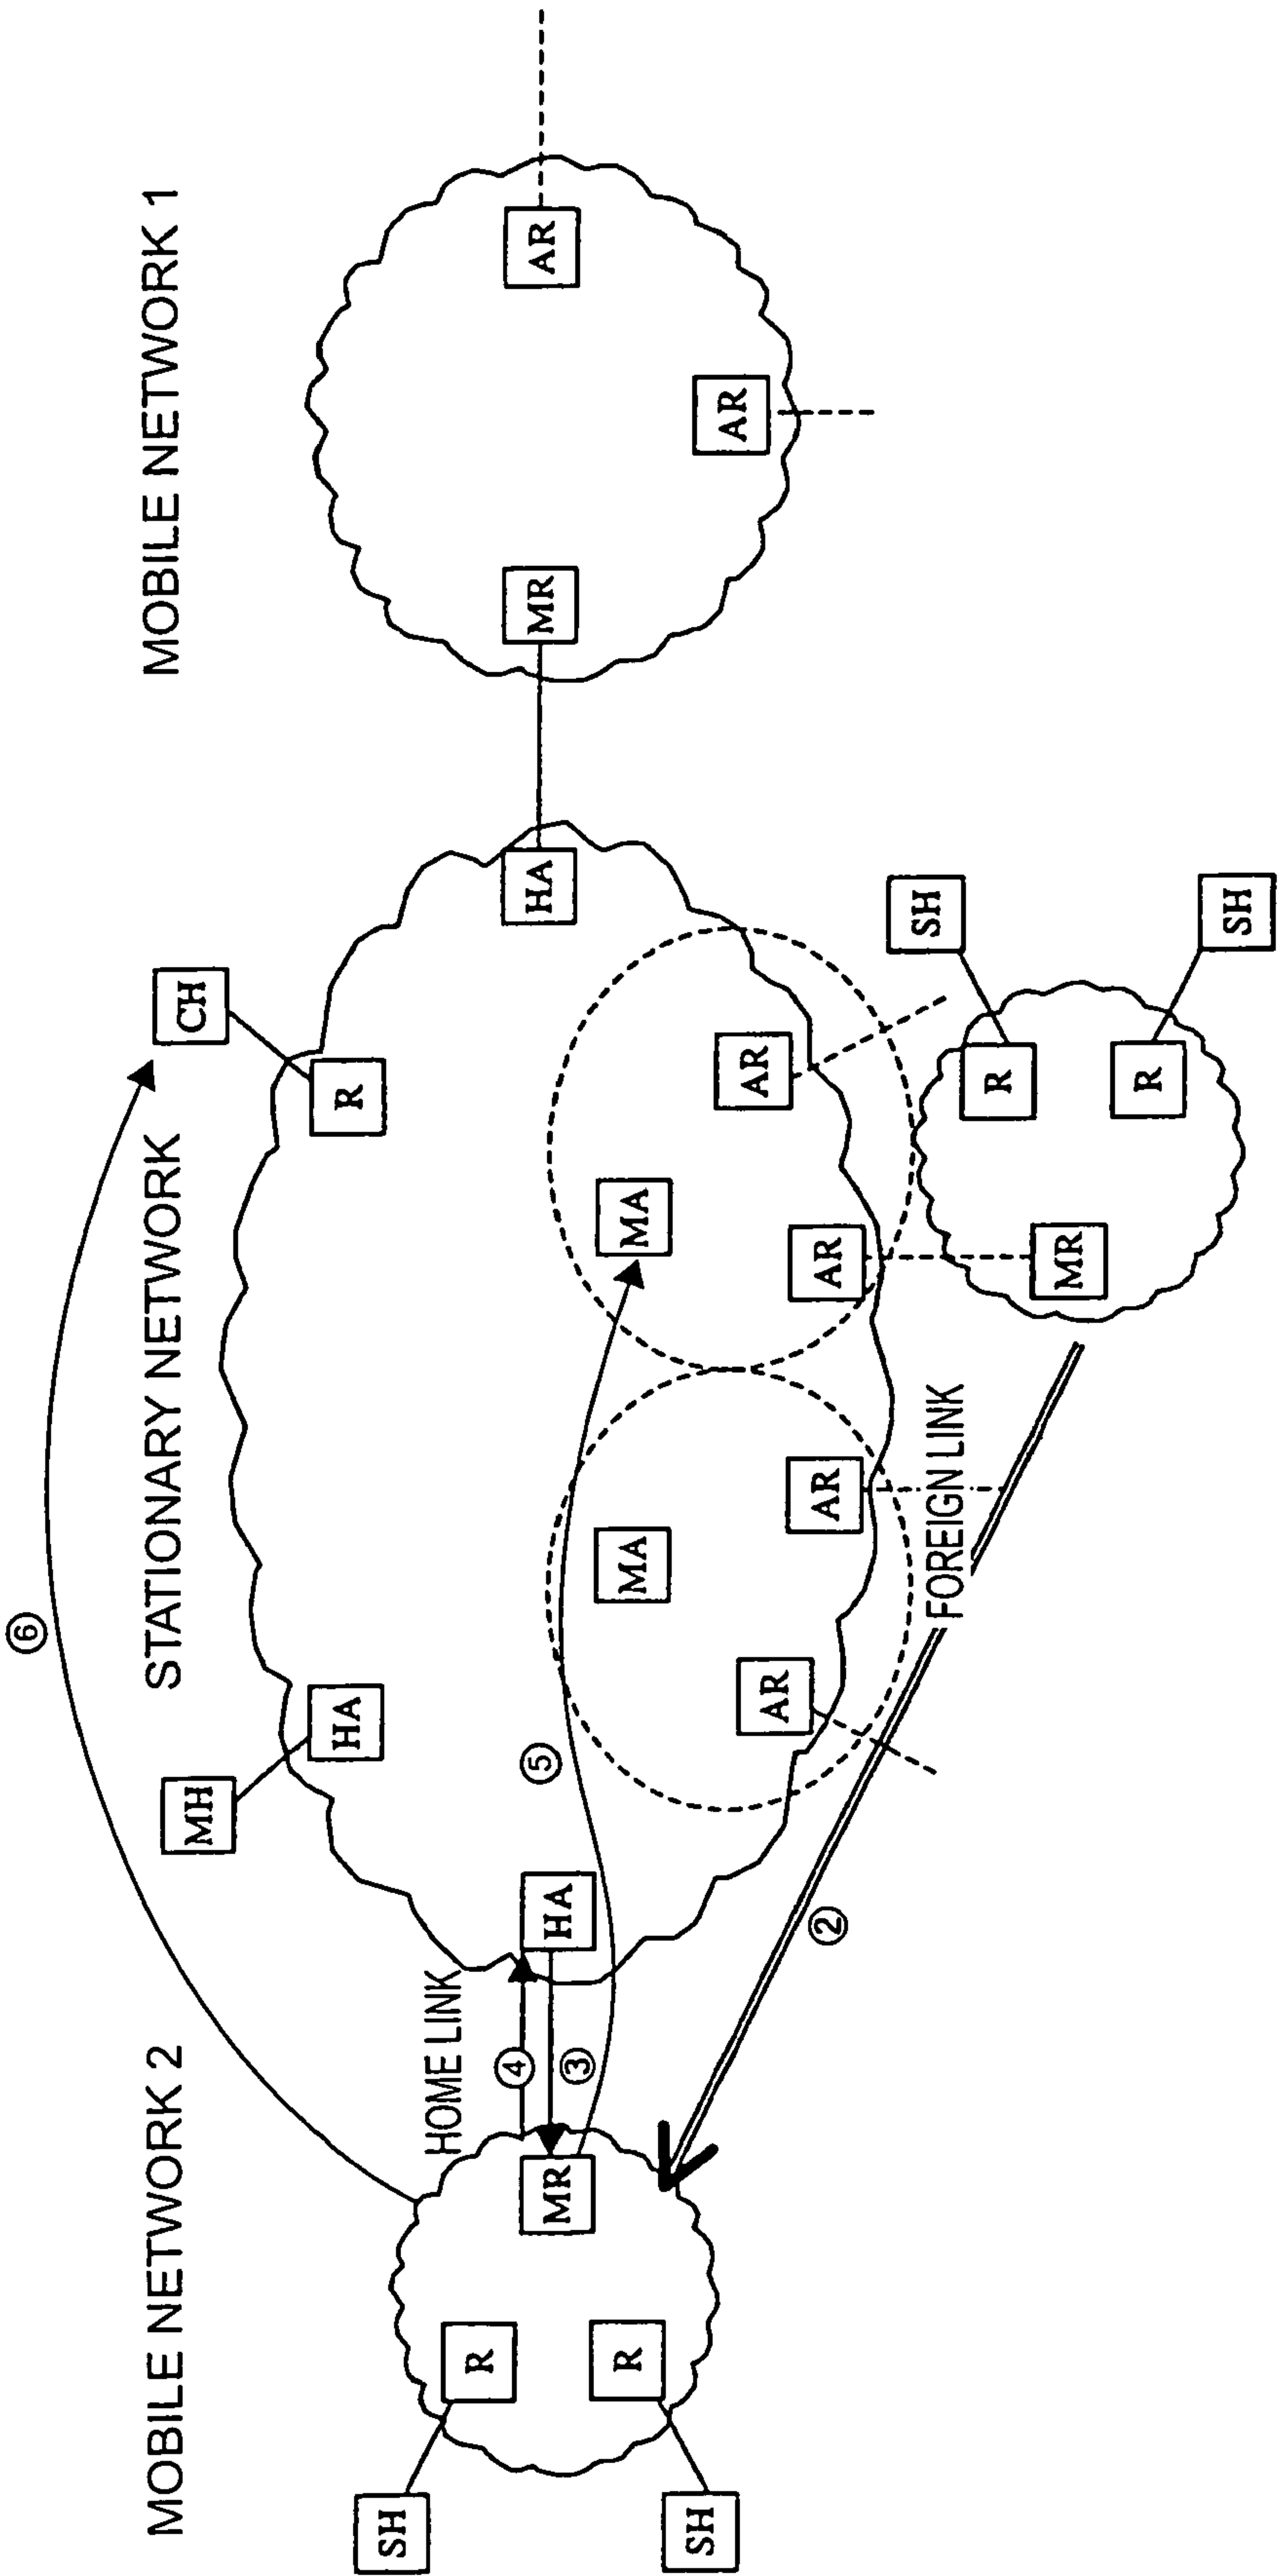 MOBILE NETWORK 2
STATIONARY NETWORK
MOBILE NETWORK 1
⑥
MH
CH
HA
R
HOME LINK
④
③
⑤
SH
R
MR
HA
HA
MR
AR
R
SH
MA
MA
AR
②
AR
AR
AR
AR
FOREIGN LINK
MR
R
SH
R
SH